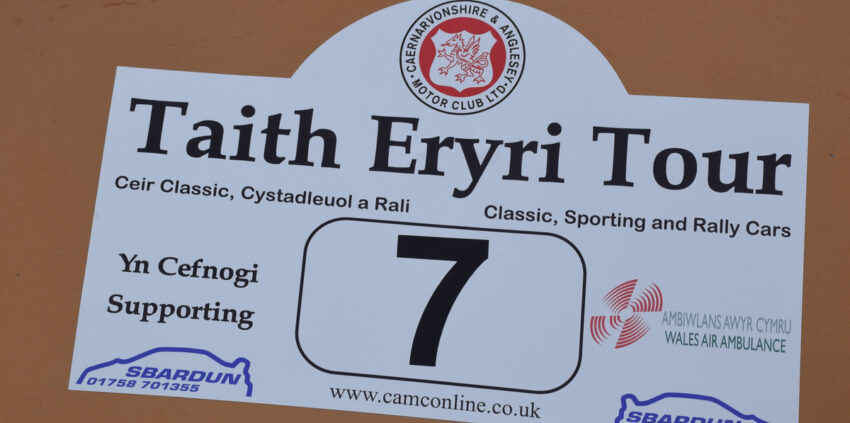 CAERNARVONSHIRE & ANGLESEY
MOTOR CLUB LTD
Taith Eryri Tour
Ceir Classic, Cystadleuol a Rali
Classic, Sporting and Rally Cars
Yn Cefnogi
Supporting
7
AMBIWLANS AWYR CYMRU
WALES AIR AMBULANCE
SBARDUN
01758 701355
www.camconline.co.uk
SBARDUN